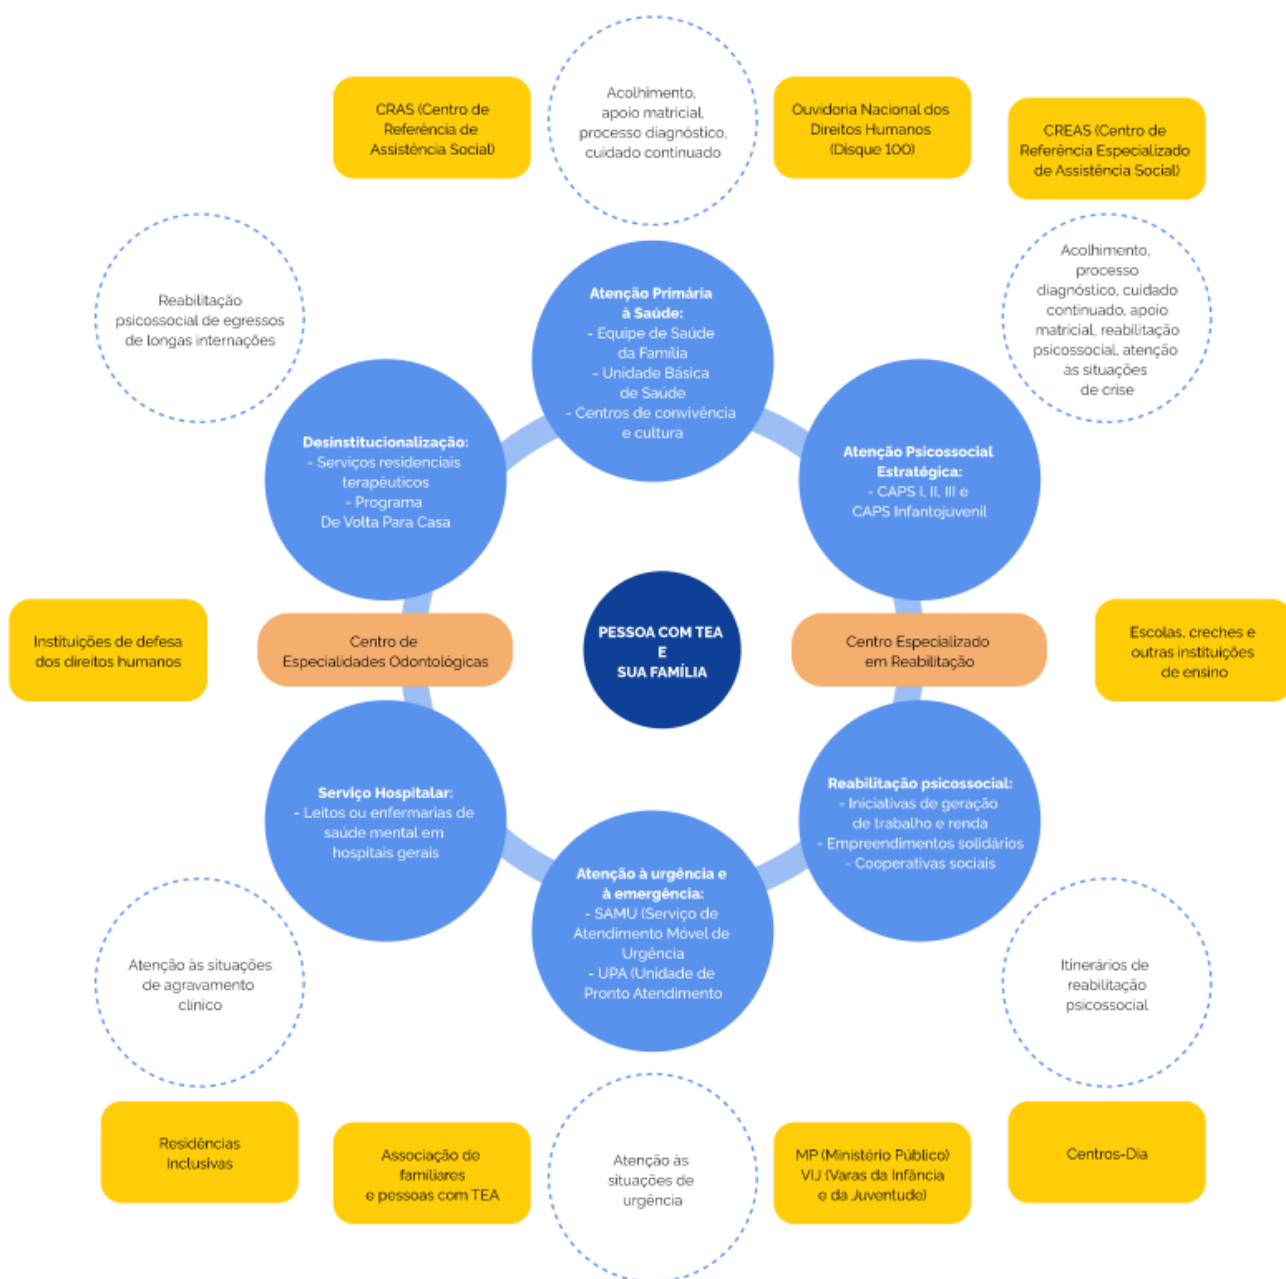 Acolhimento,
apoio matricial,
processo diagnóstico,
cuidado continuado
CRAS (Centro de
Referência de
Assistência Social)
Ouvidoria Nacional dos
Direitos Humanos
(Disque 100)
CREAS (Centro de
Referência Especializado
de Assistência Social)
Reabilitação
psicossocial de egressos
de longas internações
Acolhimento,
processo
diagnóstico, cuidado
continuado, apoio
matricial, reabilitação
psicossocial, atenção
às situações
de crise
Atenção Primária
à Saúde:
- Equipe de Saúde
da Família
- Unidade Básica
de Saúde
- Centros de convivência
e cultura
Desinstitucionalização:
- Serviços residenciais
terapêuticos
- Programa
De Volta Para Casa
Atenção Psicossocial
Estratégica:
- CAPS I, II, III e
CAPS Infantojuvenil
Instituições de defesa
dos direitos humanos
Centro de
Especialidades Odontológicas
PESSOA COM TEA
E
SUA FAMÍLIA
Centro Especializado
em Reabilitação
Escolas, creches e
outras instituições
de ensino
Serviço Hospitalar:
- Leitos ou enfermarias de
saúde mental em
hospitais gerais
Reabilitação psicossocial:
- Iniciativas de geração
de trabalho e renda
- Empreendimentos solidários
- Cooperativas sociais
Atenção à urgência e
à emergência:
- SAMU (Serviço de
Atendimento Móvel de
Urgência
- UPA (Unidade de
Pronto Atendimento
Atenção às situações
de agravamento
clínico
Itinerários de
reabilitação
psicossocial
Residências
Inclusivas
Associação de
familiares
e pessoas com TEA
Atenção às
situações de
urgência
MP (Ministério Público)
VIJ (Varas da Infância
e da Juventude)
Centros-Dia